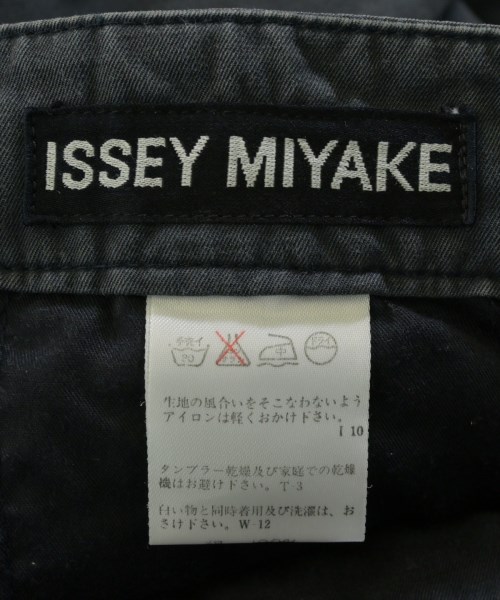 ISSEY MIYAKE
手洗イ 中 ドライ
30
生地の風合いをそこなわないよう
アイロンは軽くおかけ下さい。
I 10
タンブラー乾燥及び家庭での乾燥
機はお避け下さい。T-3
白い物と同時着用及び洗濯は、お
さけ下さい。W-12